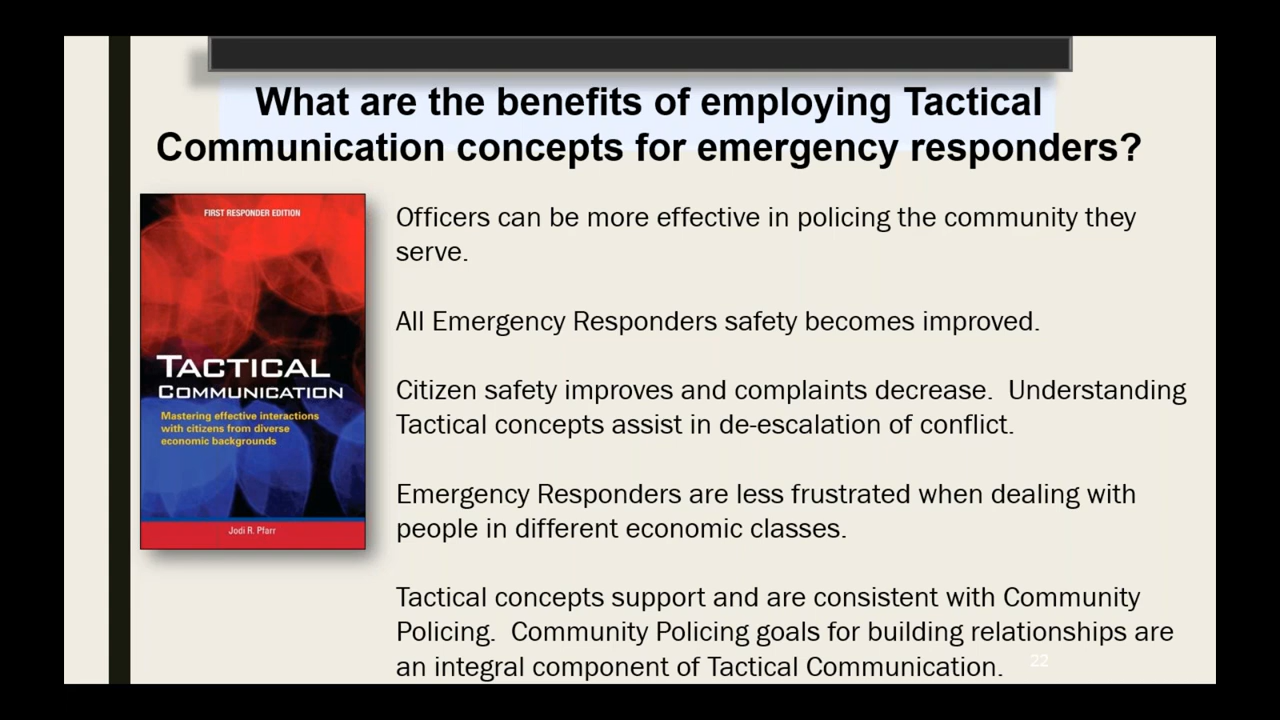 What are the benefits of employing Tactical
Communication concepts for emergency responders?
FIRST RESPONDER EDITION
TACTICAL
COMMUNICATION
Mastering effective interactions
with citizens from diverse
economic backgrounds
Jodi R. Pfarr
Officers can be more effective in policing the community they
serve.
All Emergency Responders safety becomes improved.
Citizen safety improves and complaints decrease.  Understanding
Tactical concepts assist in de-escalation of conflict.
Emergency Responders are less frustrated when dealing with
people in different economic classes.
Tactical concepts support and are consistent with Community
Policing.  Community Policing goals for building relationships are
an integral component of Tactical Communication.
22